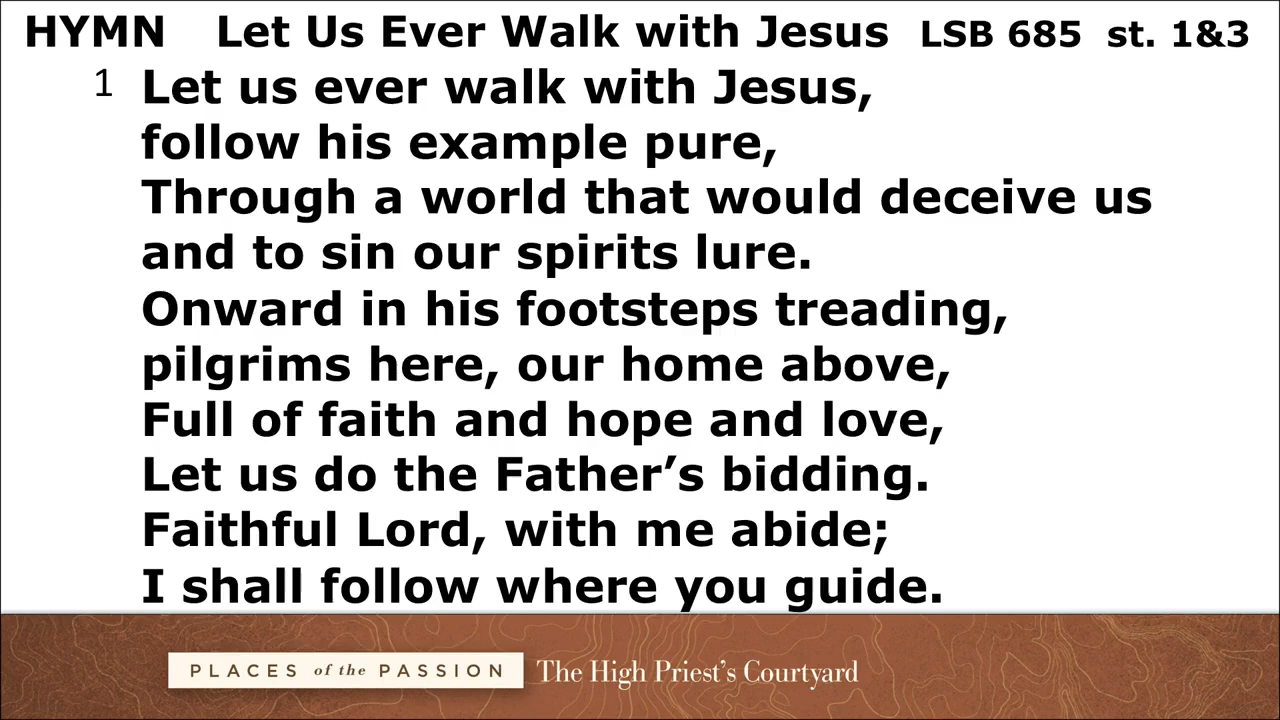 HYMN Let Us Ever Walk with Jesus LSB 685 st. 1&3
1 Let us ever walk with Jesus,
follow his example pure,
Through a world that would deceive us
and to sin our spirits lure.
Onward in his footsteps treading,
pilgrims here, our home above,
Full of faith and hope and love,
Let us do the Father’s bidding.
Faithful Lord, with me abide;
I shall follow where you guide.
PLACES of the PASSION The High Priest’s Courtyard